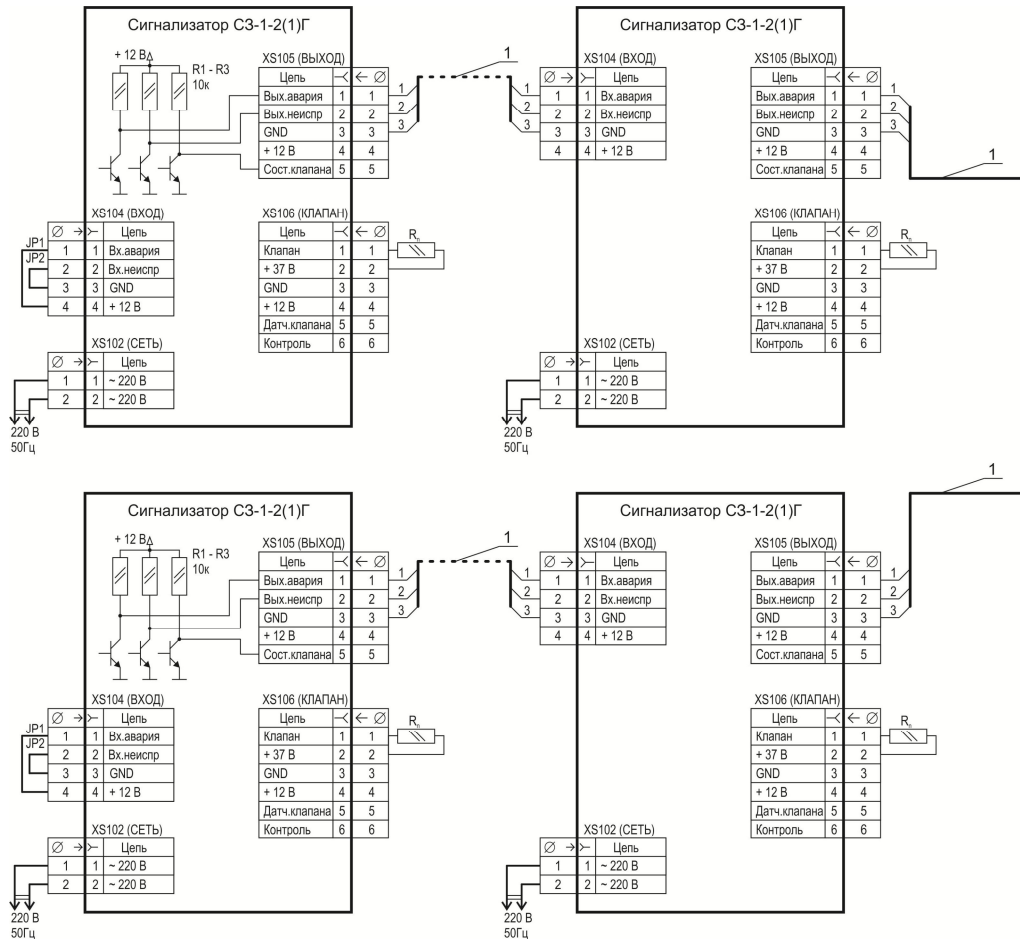 Сигнализатор СЗ-1-2(1)Г
+ 12 В
R1 - R3
10к
XS105 (ВЫХОД)
Цепь
Вых.авария 1 1
Вых.неиспр 2 2
GND 3 3
+ 12 В 4 4
Сост.клапана 5 5
1
2
3
1
XS104 (ВХОД)
Цепь
JP1
JP2
1 1 Вх.авария
2 2 Вх.неиспр
3 3 GND
4 4 + 12 В
XS106 (КЛАПАН)
Цепь
Клапан 1 1
+ 37 В 2 2
GND 3 3
+ 12 В 4 4
Датч.клапана 5 5
Контроль 6 6
Rн
XS102 (СЕТЬ)
Цепь
1 1 ~ 220 В
2 2 ~ 220 В
220 В
50Гц
Сигнализатор СЗ-1-2(1)Г
XS104 (ВХОД)
Цепь
1
2
3
1 1 Вх.авария
2 2 Вх.неиспр
3 3 GND
4 4 + 12 В
XS105 (ВЫХОД)
Цепь
Вых.авария 1 1
Вых.неиспр 2 2
GND 3 3
+ 12 В 4 4
Сост.клапана 5 5
1
2
3
1
XS106 (КЛАПАН)
Цепь
Клапан 1 1
+ 37 В 2 2
GND 3 3
+ 12 В 4 4
Датч.клапана 5 5
Контроль 6 6
Rн
XS102 (СЕТЬ)
Цепь
1 1 ~ 220 В
2 2 ~ 220 В
220 В
50Гц
Сигнализатор СЗ-1-2(1)Г
+ 12 В
R1 - R3
10к
XS105 (ВЫХОД)
Цепь
Вых.авария 1 1
Вых.неиспр 2 2
GND 3 3
+ 12 В 4 4
Сост.клапана 5 5
1
2
3
1
XS104 (ВХОД)
Цепь
JP1
JP2
1 1 Вх.авария
2 2 Вх.неиспр
3 3 GND
4 4 + 12 В
XS106 (КЛАПАН)
Цепь
Клапан 1 1
+ 37 В 2 2
GND 3 3
+ 12 В 4 4
Датч.клапана 5 5
Контроль 6 6
Rн
XS102 (СЕТЬ)
Цепь
1 1 ~ 220 В
2 2 ~ 220 В
220 В
50Гц
Сигнализатор СЗ-1-2(1)Г
XS104 (ВХОД)
Цепь
1
2
3
1 1 Вх.авария
2 2 Вх.неиспр
3 3 GND
4 4 + 12 В
XS105 (ВЫХОД)
Цепь
Вых.авария 1 1
Вых.неиспр 2 2
GND 3 3
+ 12 В 4 4
Сост.клапана 5 5
1
2
3
1
XS106 (КЛАПАН)
Цепь
Клапан 1 1
+ 37 В 2 2
GND 3 3
+ 12 В 4 4
Датч.клапана 5 5
Контроль 6 6
Rн
XS102 (СЕТЬ)
Цепь
1 1 ~ 220 В
2 2 ~ 220 В
220 В
50Гц